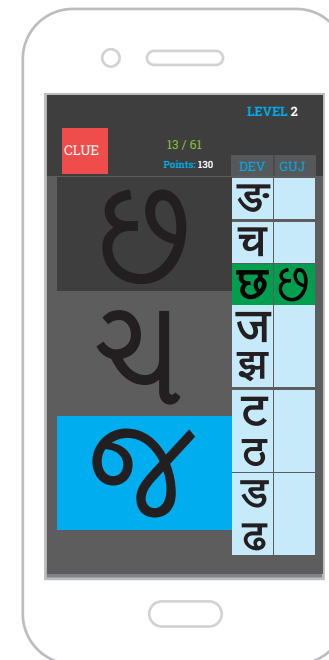 LEVEL 2
CLUE
13 / 61
Points: 130
DEV GUJ
છ
ચ
જ
ङ
च
छ છ
ज
झ
ट
ठ
ड
ढ